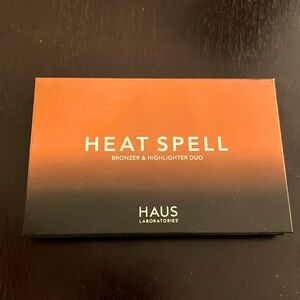 HEAT SPELL
BRONZER & HIGHLIGHTER DUO
HAUS
LABORATORIES